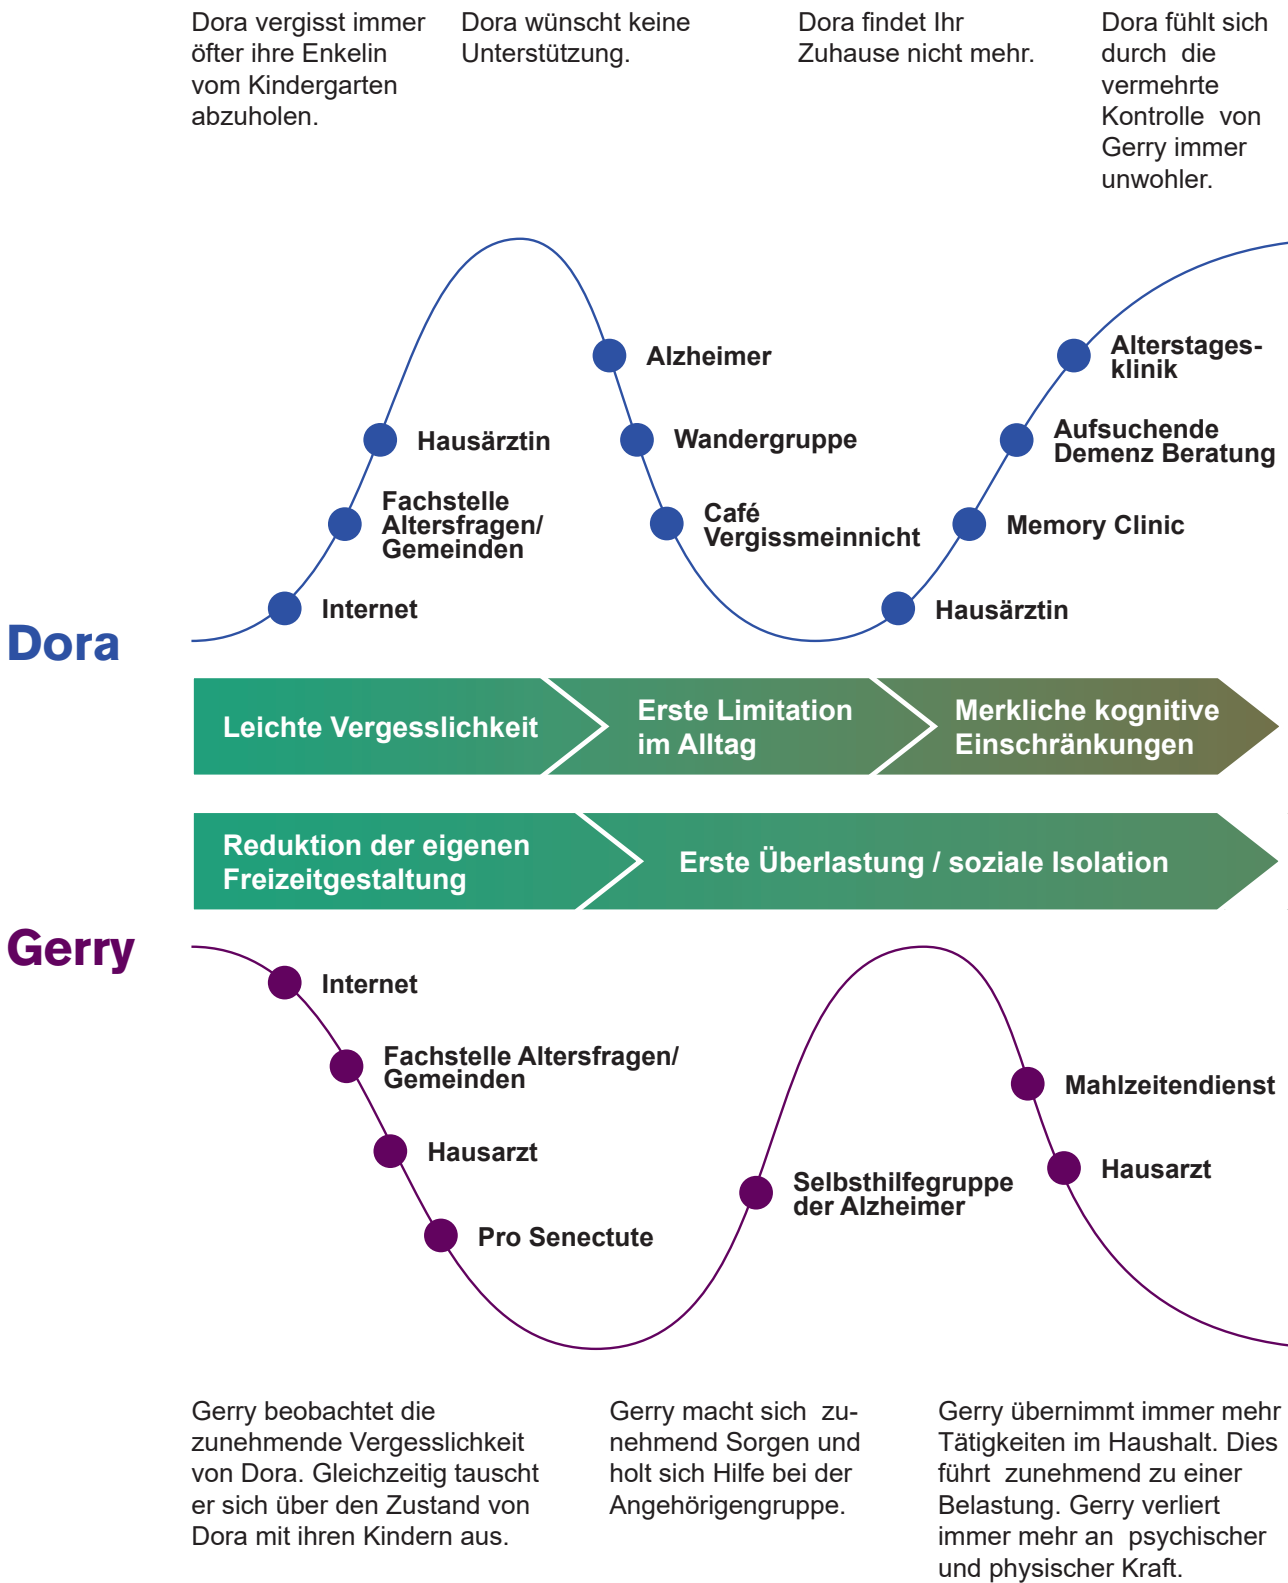 Dora vergisst immer
öfter ihre Enkelin
vom Kindergarten
abzuholen.
Dora wünscht keine
Unterstützung.
Dora findet Ihr
Zuhause nicht mehr.
Dora fühlt sich
durch die
vermehrte
Kontrolle von
Gerry immer
unwohler.
Dora
Internet
Fachstelle
Altersfragen/
Gemeinden
Hausärztin
Alzheimer
Wandergruppe
Café
Vergissmeinnicht
Hausärztin
Memory Clinic
Aufsuchende
Demenz Beratung
Alterstages-
klinik
Leichte Vergesslichkeit
Erste Limitation
im Alltag
Merkliche kognitive
Einschränkungen
Reduktion der eigenen
Freizeitgestaltung
Erste Überlastung / soziale Isolation
Gerry
Internet
Fachstelle Altersfragen/
Gemeinden
Hausarzt
Pro Senectute
Selbsthilfegruppe
der Alzheimer
Mahlzeitendienst
Hausarzt
Gerry beobachtet die
zunehmende Vergesslichkeit
von Dora. Gleichzeitig tauscht
er sich über den Zustand von
Dora mit ihren Kindern aus.
Gerry macht sich zu-
nehmend Sorgen und
holt sich Hilfe bei der
Angehörigengruppe.
Gerry übernimmt immer mehr
Tätigkeiten im Haushalt. Dies
führt zunehmend zu einer
Belastung. Gerry verliert
immer mehr an psychischer
und physischer Kraft.